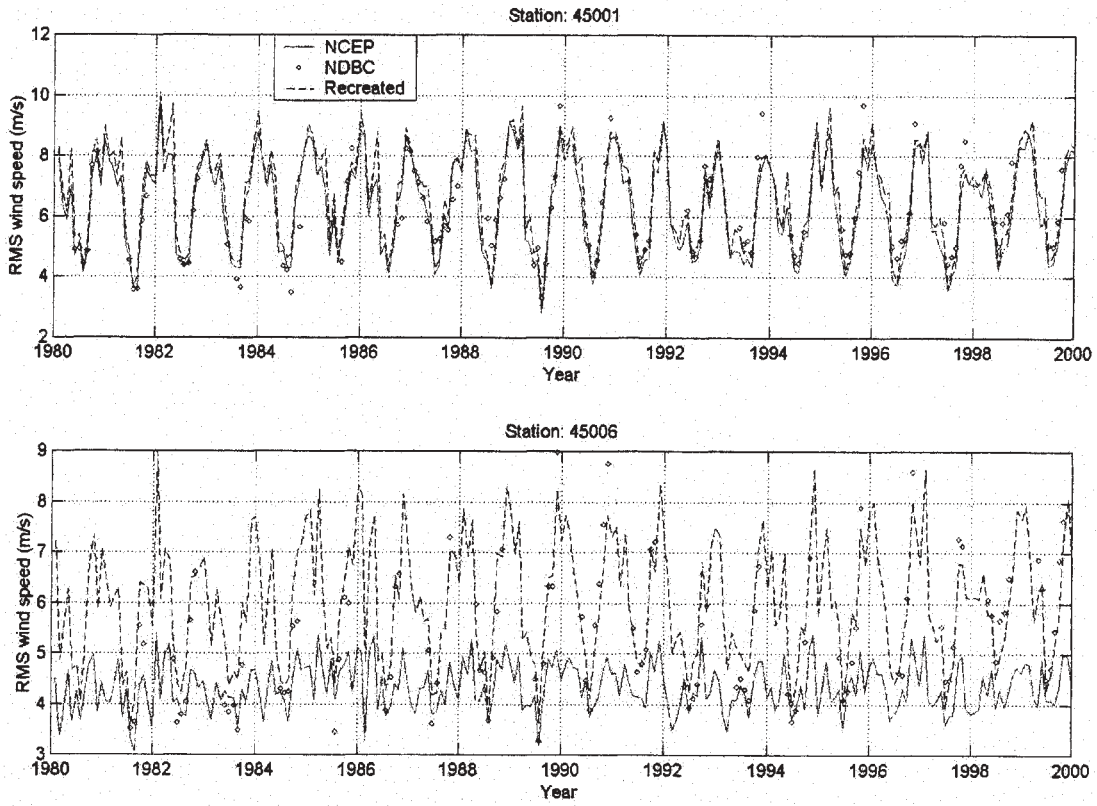 Station: 45001
NCEP
NDBC
Recreated
RMS wind speed (m/s)
12
10
8
6
4
2
1980 1982 1984 1986 1988 1990 1992 1994 1996 1998 2000
Year
Station: 45006
RMS wind speed (m/s)
9
8
7
6
5
4
3
1980 1982 1984 1986 1988 1990 1992 1994 1996 1998 2000
Year